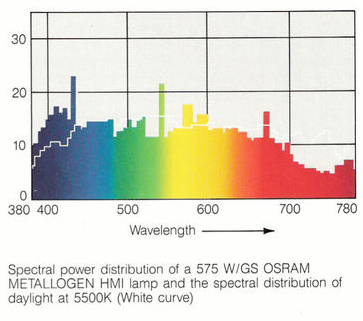 30
20
10
0
380 400 500 600 700 780
Wavelength
Spectral power distribution of a 575 W/GS OSRAM
METALLOGEN HMI lamp and the spectral distribution of
daylight at 5500K (White curve)